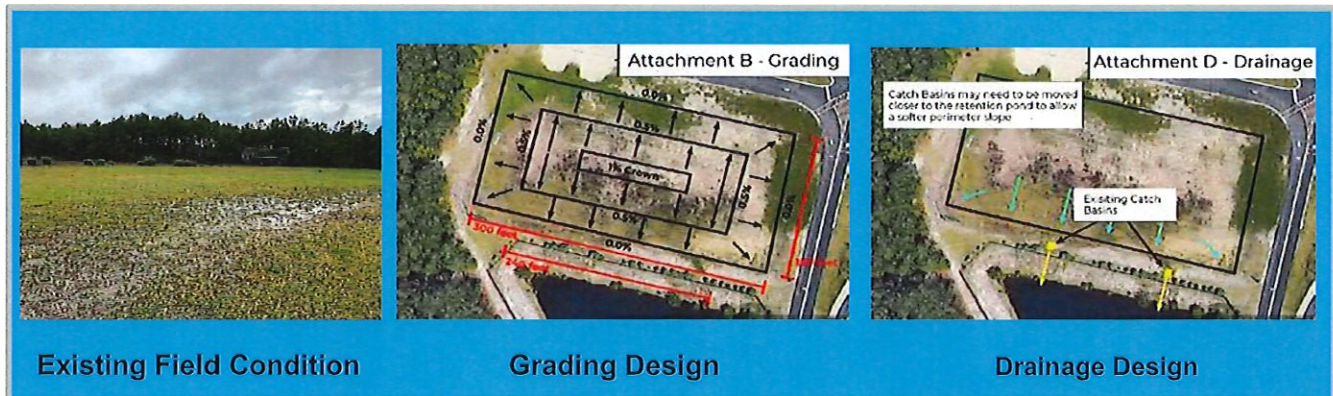 Attachment B - Grading
0.0%
0.0%
0.5%
0.5%
1% Crown
0.5%
0.5%
0.0%
0.0%
300 feet
240 feet
Attachment D - Drainage
Catch Basins may need to be moved
closer to the retention pond to allow
a softer perimeter slope
Exisiting Catch
Basins
Existing Field Condition
Grading Design
Drainage Design